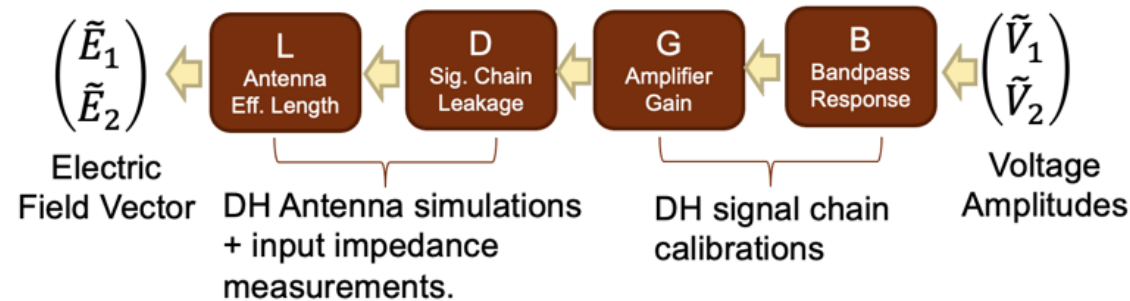 Ẽ₁
Ẽ₂
L
Antenna
Eff. Length
D
Sig. Chain
Leakage
G
Amplifier
Gain
B
Bandpass
Response
Ṽ₁
Ṽ₂
Electric
Field Vector
DH Antenna simulations
+ input impedance
measurements.
DH signal chain
calibrations
Voltage
Amplitudes